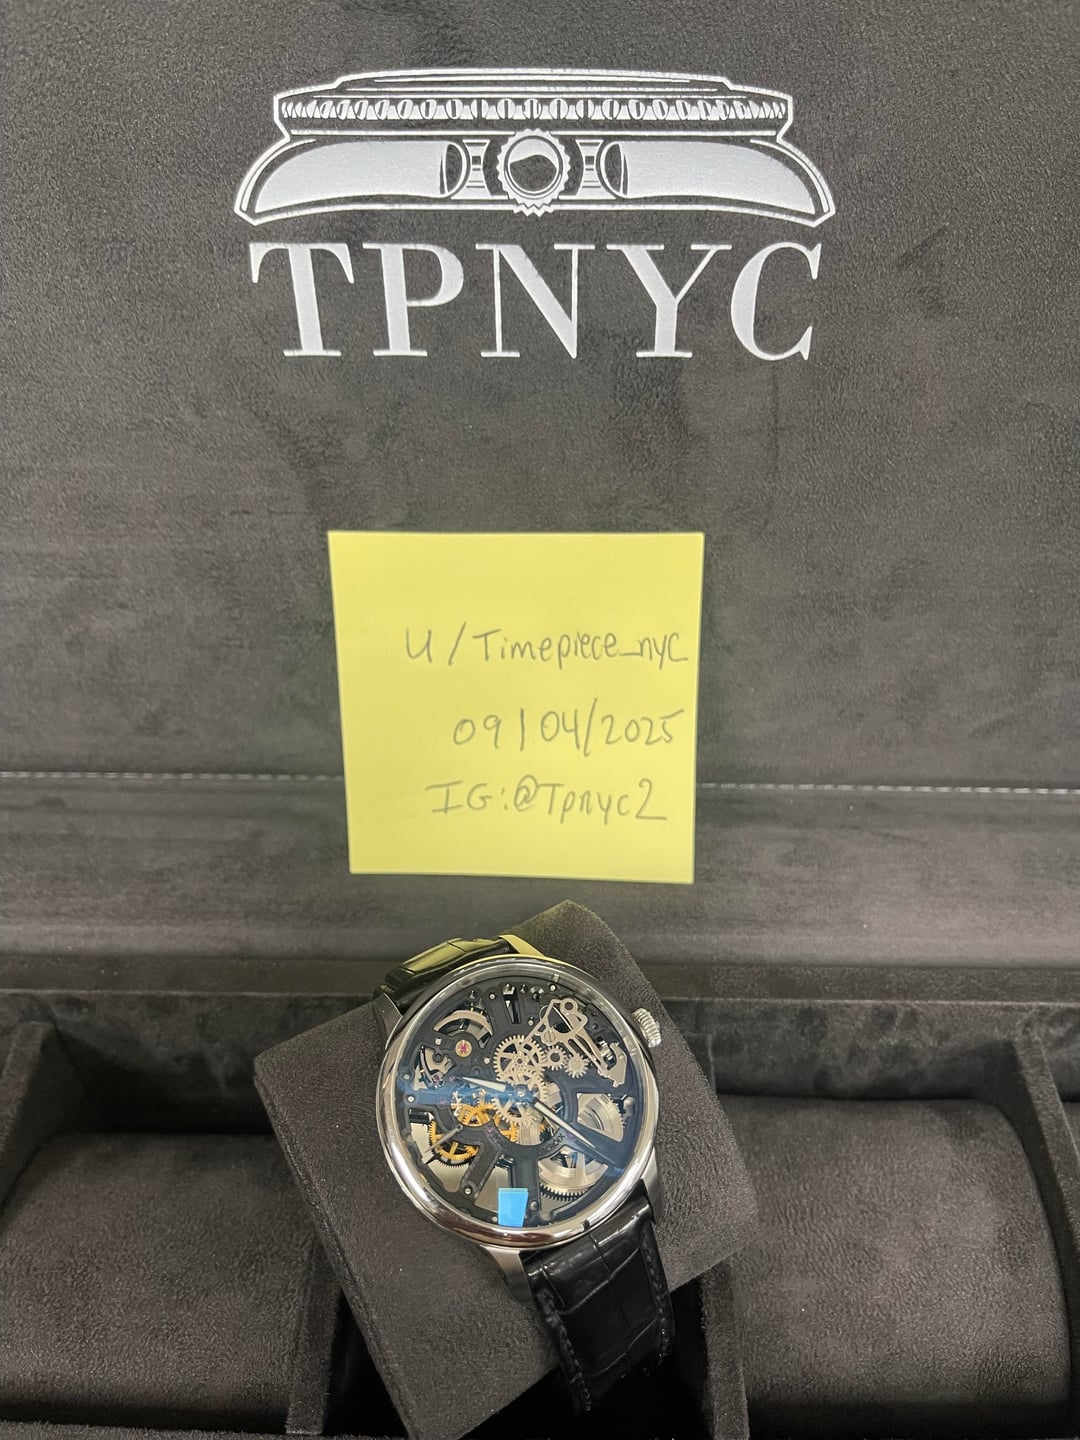 TPNYC
U/Timepiece_nyc
09/04/2025
IG:@Tpnyc2